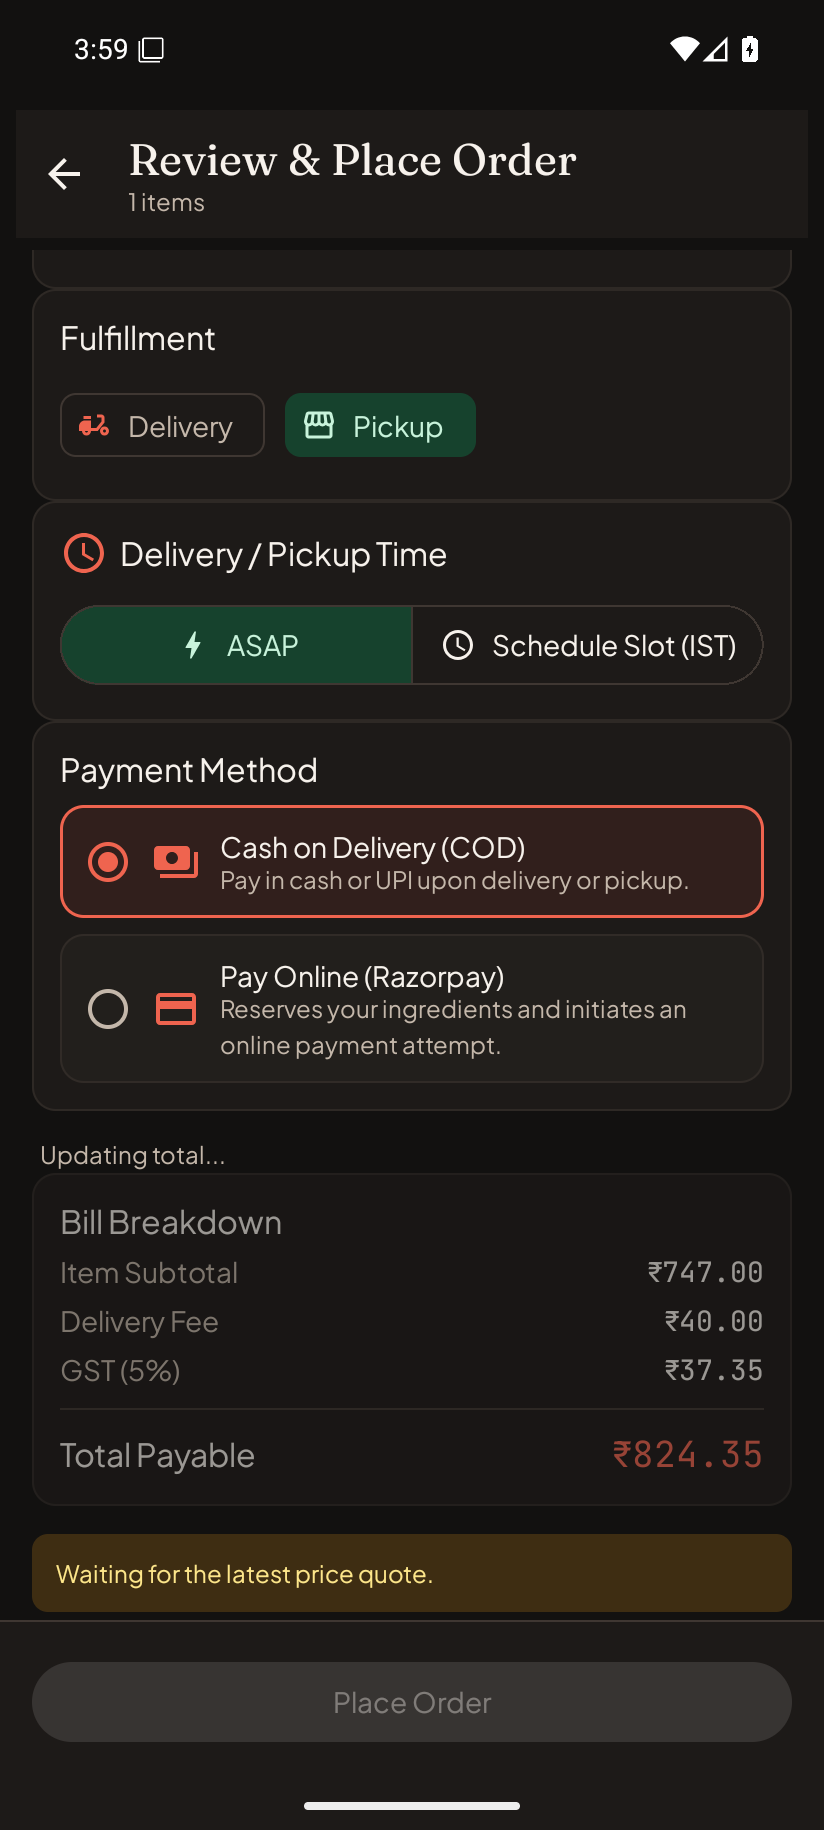 3:59
Review & Place Order
1 items
Fulfillment
Delivery
Pickup
Delivery / Pickup Time
ASAP
Schedule Slot (IST)
Payment Method
Cash on Delivery (COD)
Pay in cash or UPI upon delivery or pickup.
Pay Online (Razorpay)
Reserves your ingredients and initiates an
online payment attempt.
Updating total...
Bill Breakdown
Item Subtotal ₹747.00
Delivery Fee ₹40.00
GST (5%) ₹37.35
Total Payable ₹824.35
Waiting for the latest price quote.
Place Order